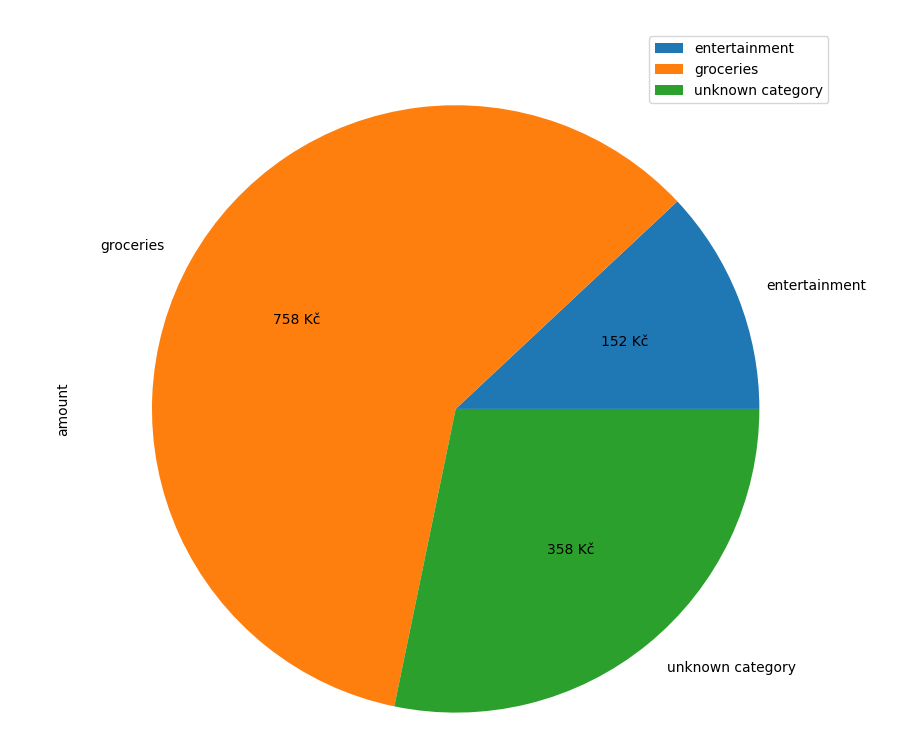 entertainment
groceries
unknown category
groceries
entertainment
758 Kč
152 Kč
amount
358 Kč
unknown category